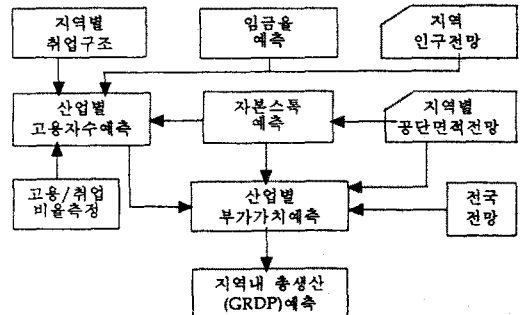 지역별
취업구조
임금율
예측
지역
인구전망
산업별
고용자수예측
자본스톡
예측
지역별
공단면적전망
고용/취업
비율측정
산업별
부가가치예측
전국
전망
지역내 총생산
(GRDP)예측